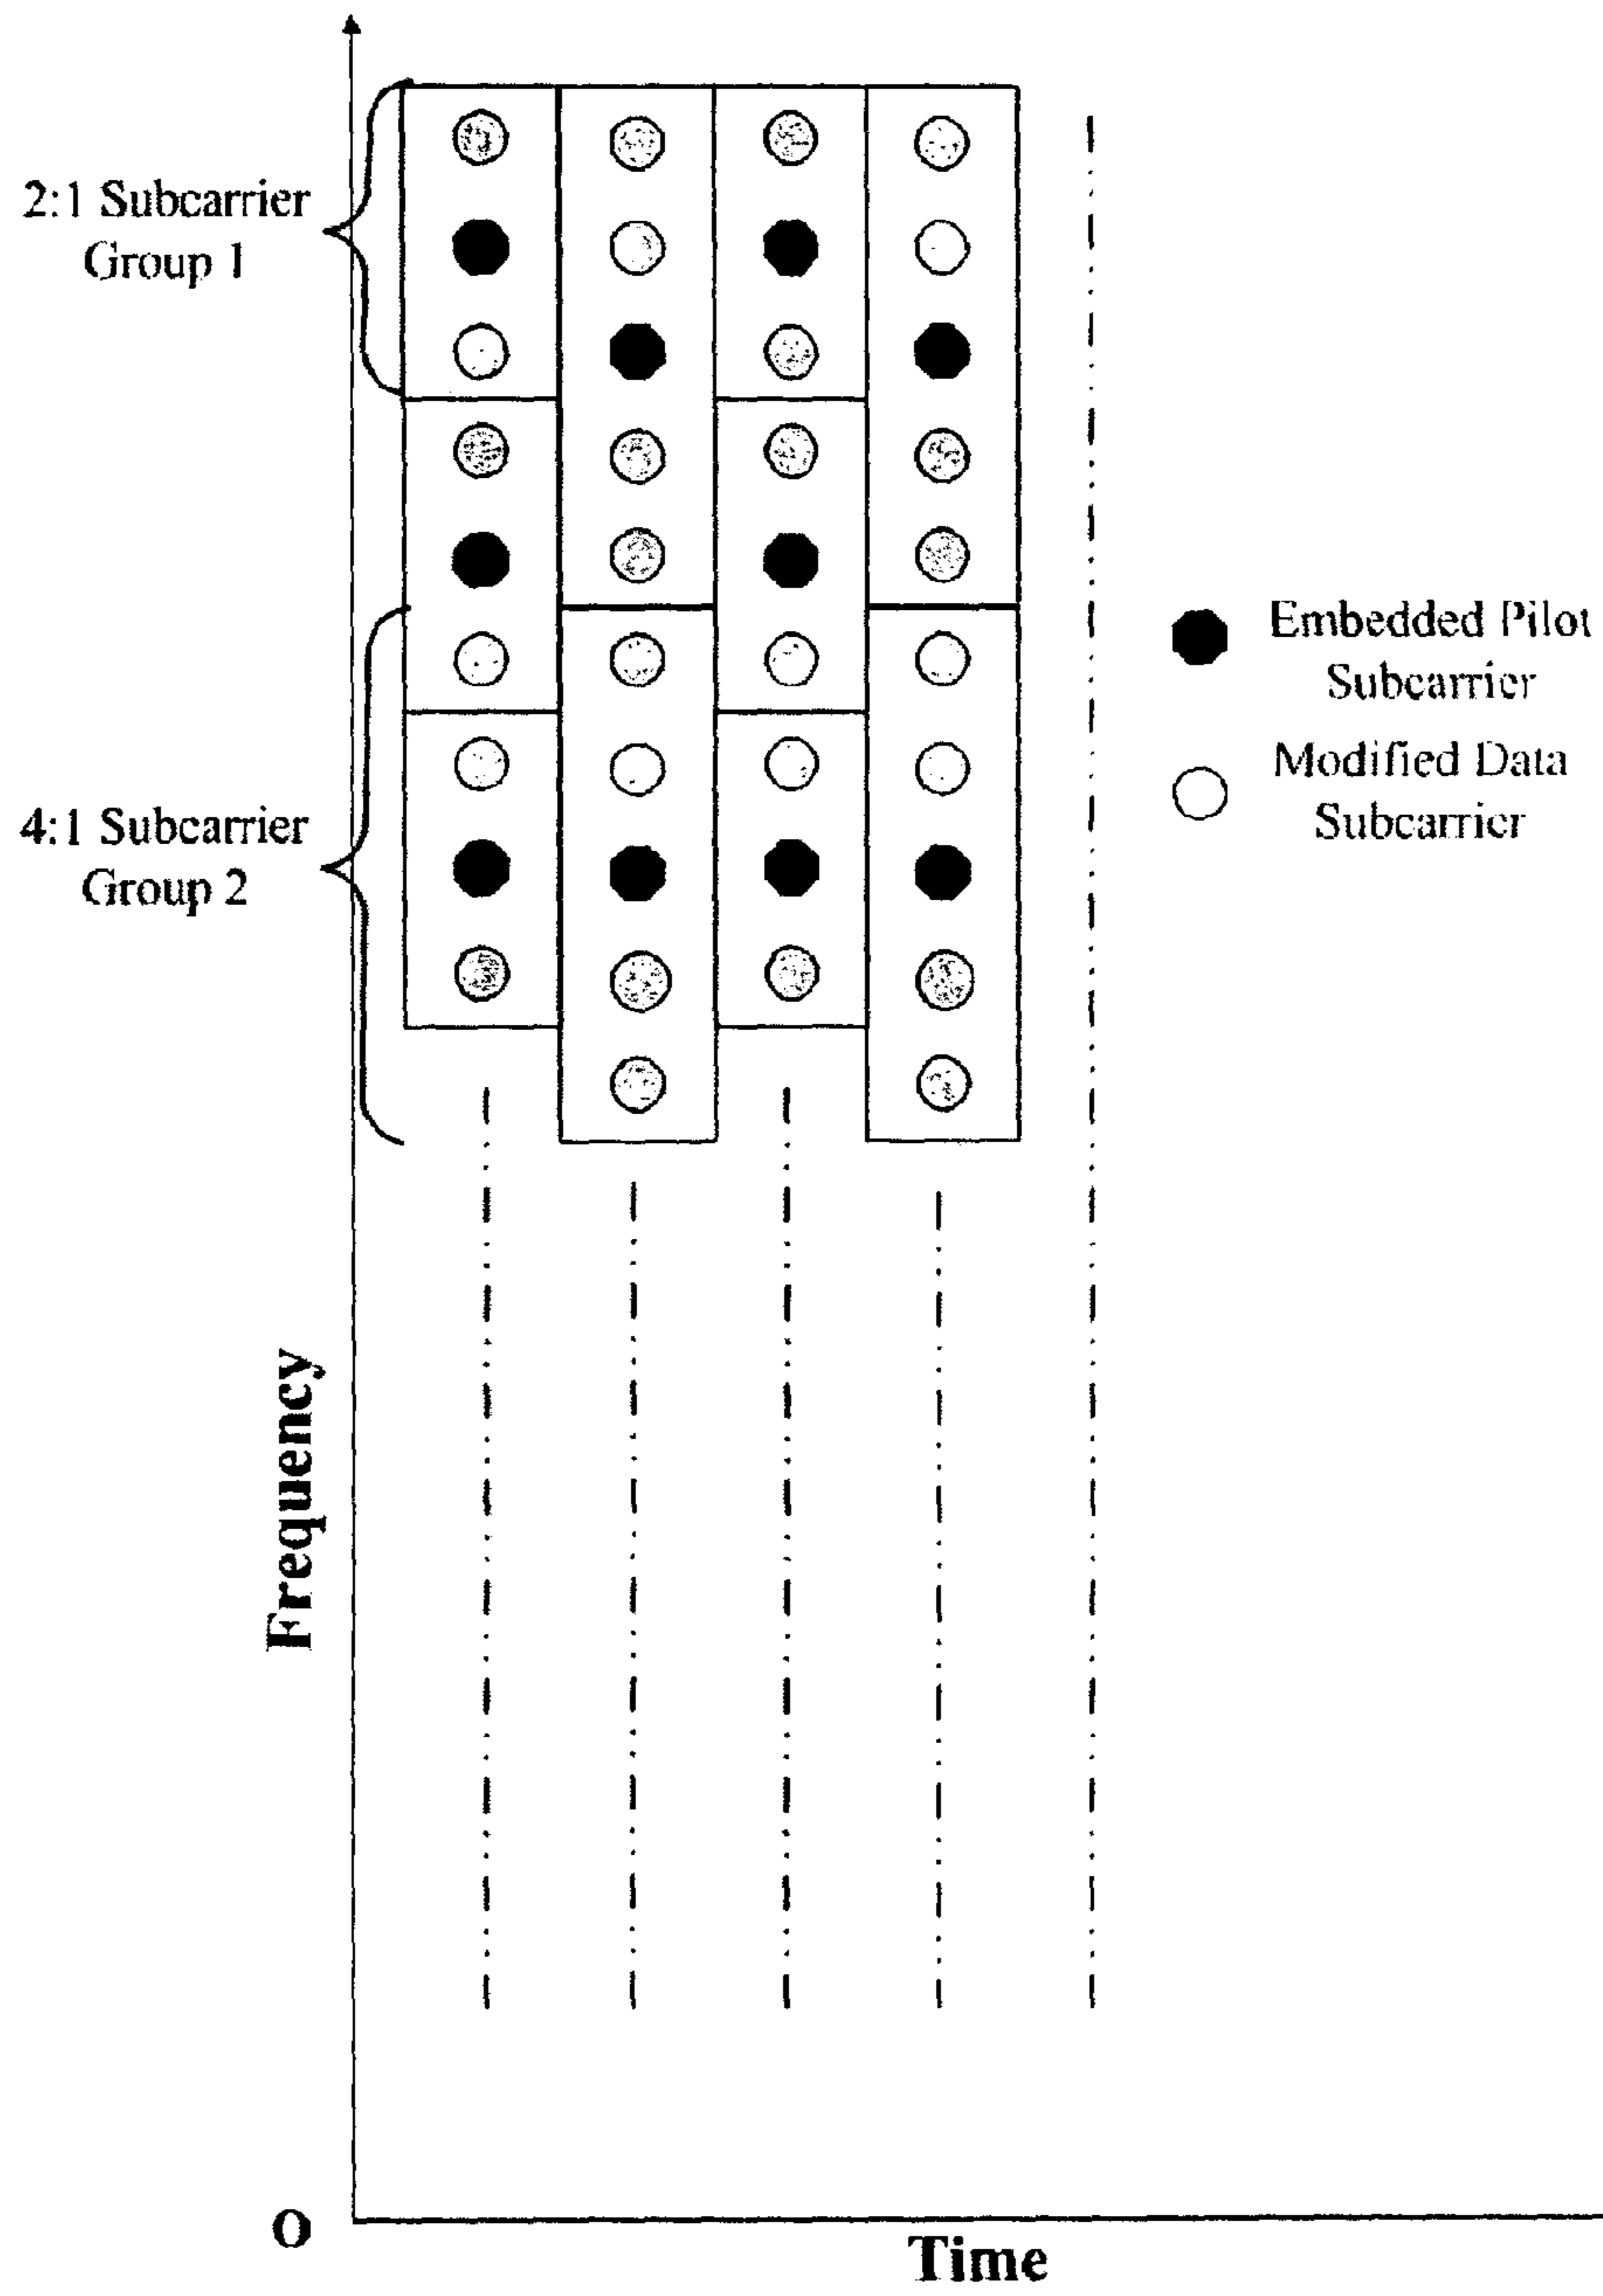 2:1 Subcarrier
Group 1
4:1 Subcarrier
Group 2
Embedded Pilot
Subcarrier
Modified Data
Subcarrier
Frequency
O
Time